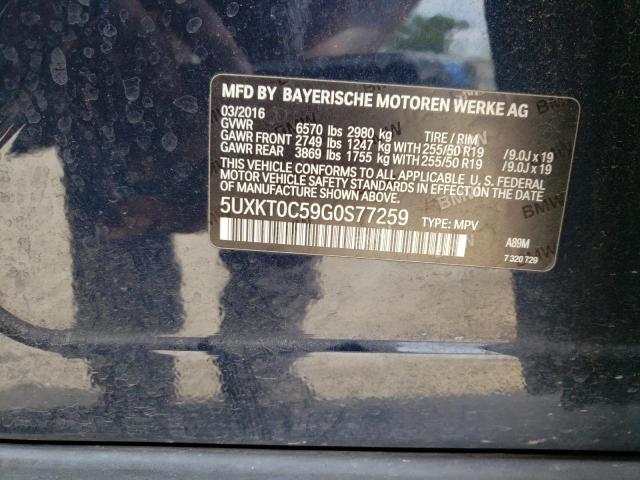 MFD BY BAYERISCHE MOTOREN WERKE AG
03/2016
GVWR 6570 lbs 2980 kg TIRE / RIM
GAWR FRONT 2749 lbs 1247 kg WITH 255/50 R19 /9.0J x 19
GAWR REAR 3869 lbs 1755 kg WITH 255/50 R19 /9.0J x 19
THIS VEHICLE CONFORMS TO ALL APPLICABLE U. S. FEDERAL
MOTOR VEHICLE SAFETY STANDARDS IN EFFECT ON THE DATE
OF MANUFACTURE SHOWN ABOVE.
5UXKT0C59G0S77259 TYPE: MPV
A89M
7 320 729